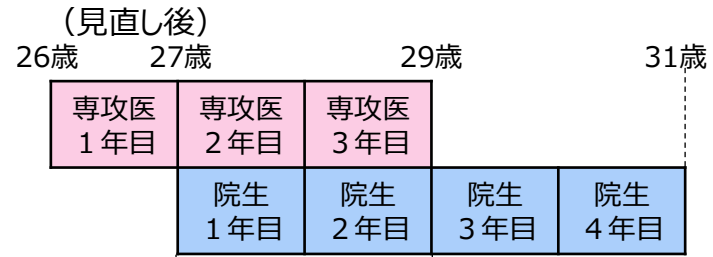 （見直し後）
26歳 27歳 29歳 31歳
専攻医 専攻医 専攻医
１年目 ２年目 ３年目
院生 院生 院生 院生
１年目 ２年目 ３年目 ４年目